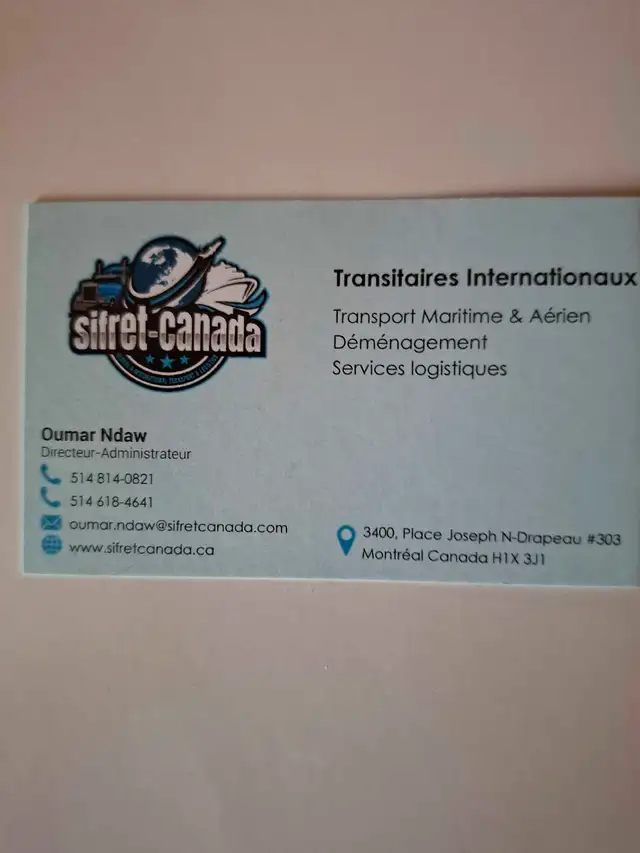 sifret-canada
Transitaires Internationaux
Transport Maritime & Aérien
Déménagement
Services logistiques
Oumar Ndaw
Directeur-Administrateur
514 814-0821
514 618-4641
oumar.ndaw@sifretcanada.com
www.sifretcanada.ca
3400, Place Joseph N-Drapeau #303
Montréal Canada H1X 3J1